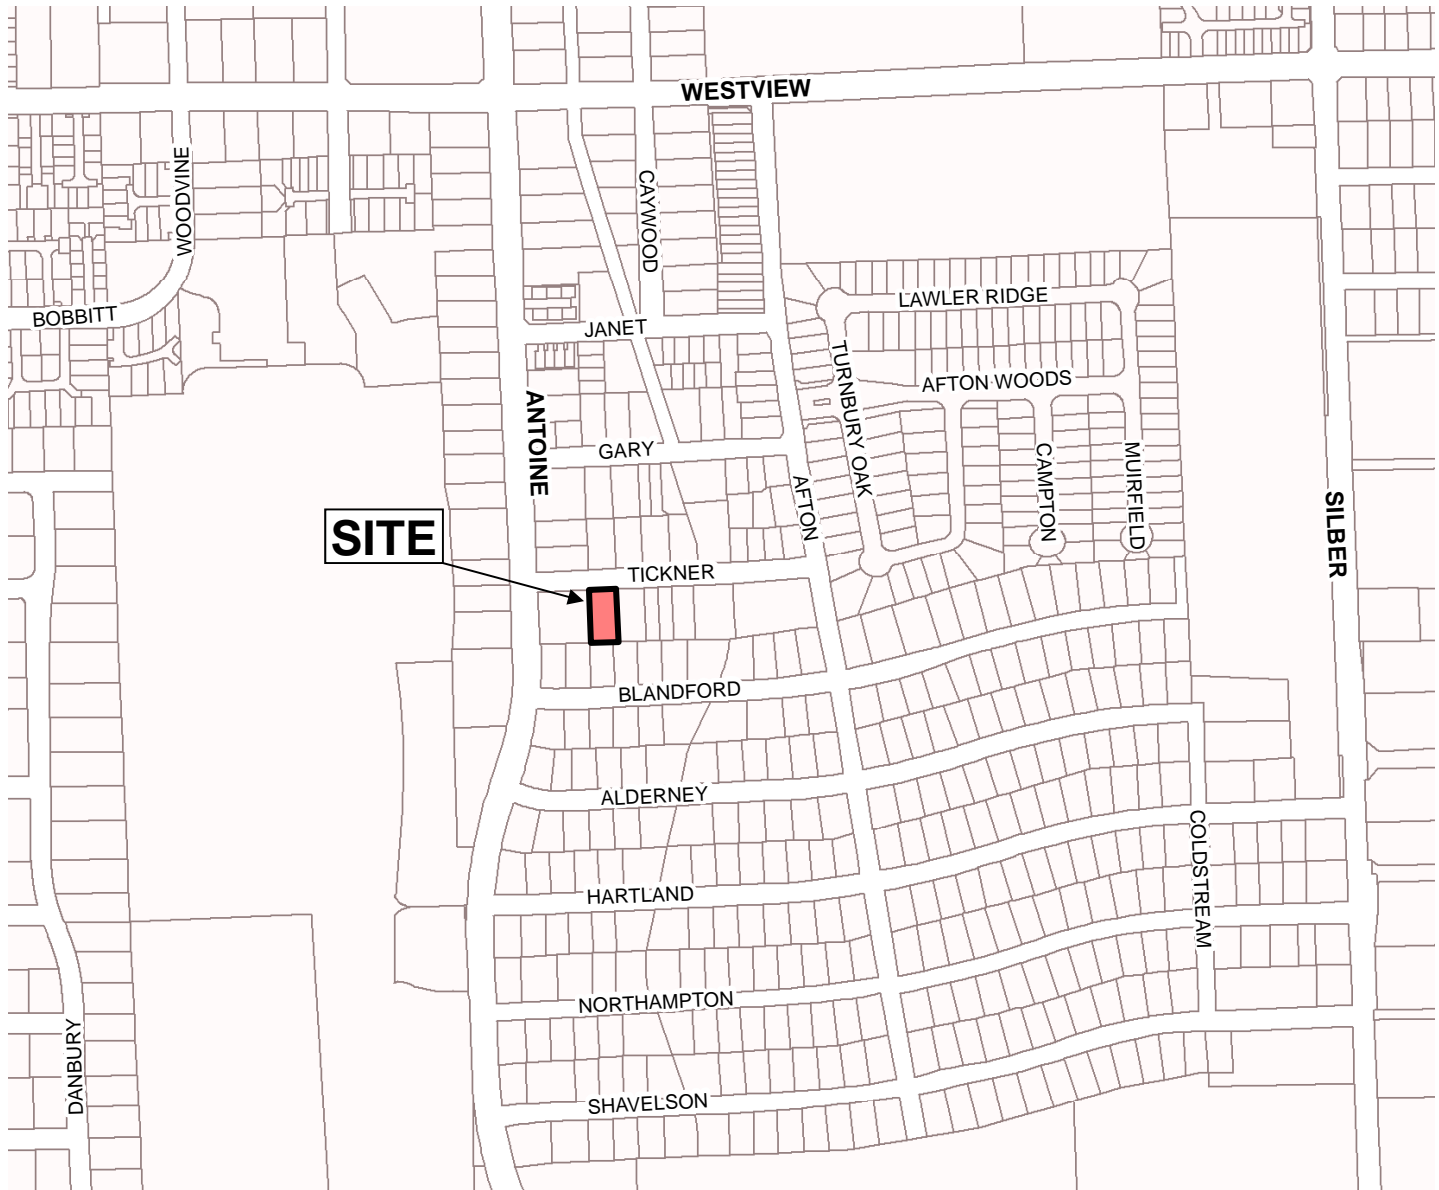 WESTVIEW
WOODVINE
CAYWOOD
BOBBITT
LAWLER RIDGE
JANET
TURNBURY OAK
AFTON WOODS
ANTOINE
GARY
CAMPTON
MUIRFIELD
AFTON
SILBER
SITE
TICKNER
BLANDFORD
ALDERNEY
COLDSTREAM
HARTLAND
NORTHAMPTON
DANBURY
SHAVELSON